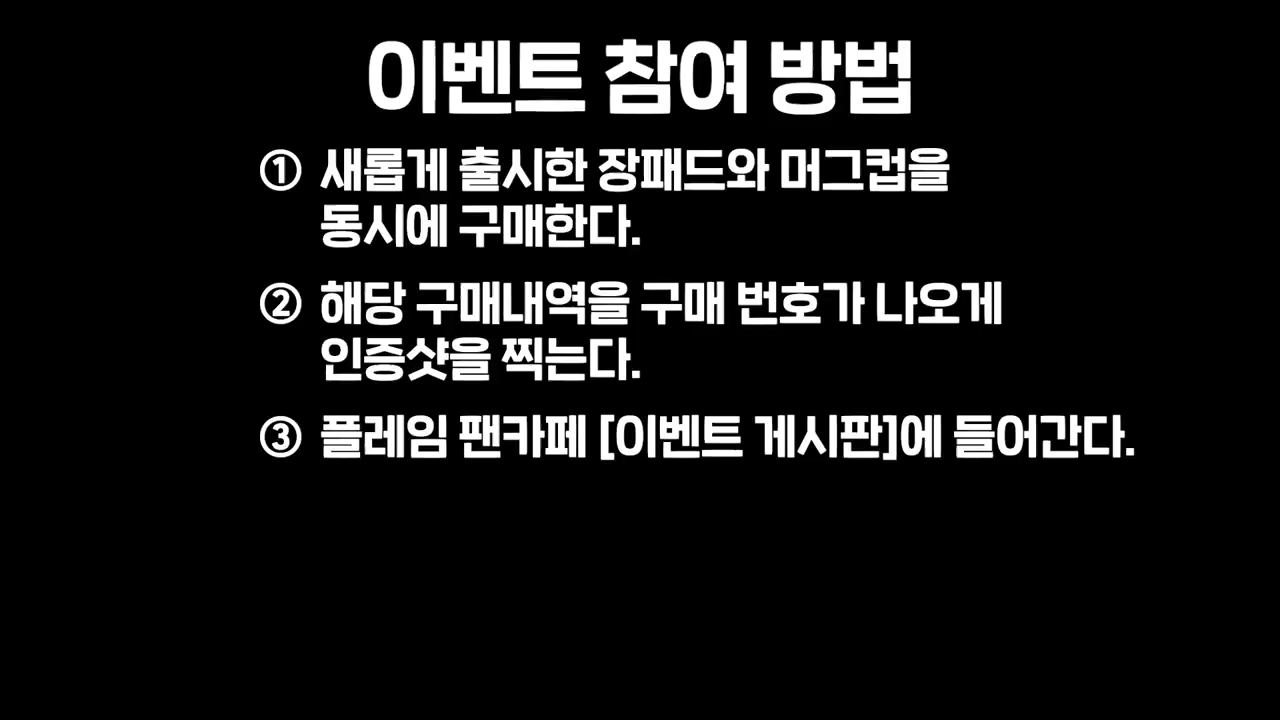 이벤트 참여 방법
① 새롭게 출시한 장패드와 머그컵을
동시에 구매한다.
② 해당 구매내역을 구매 번호가 나오게
인증샷을 찍는다.
③ 플레임 팬카페 [이벤트 게시판]에 들어간다.